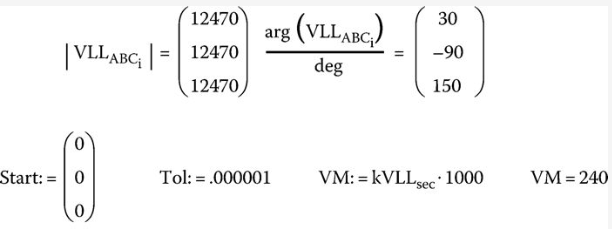 |VLL_ABC_i| = (12470 12470 12470) arg (VLL_ABC_i) / deg = (30 –90 150)
Start: = (0 0 0) Tol: = .000001 VM: = kVLL_sec · 1000 VM = 240